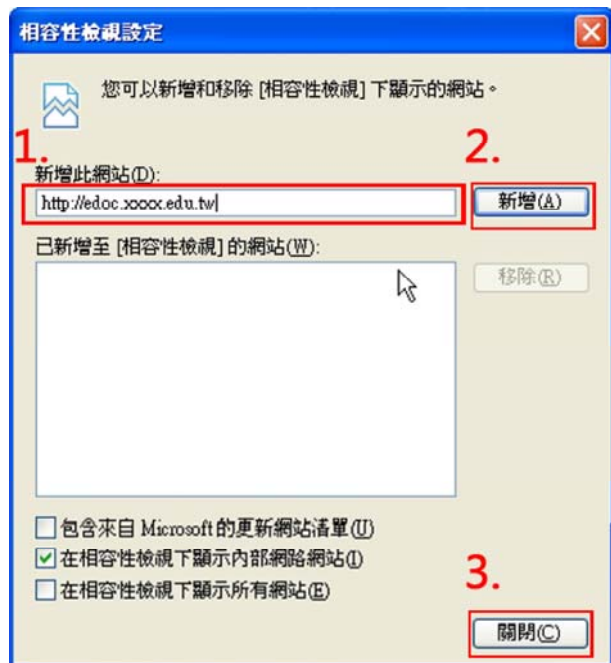 相容性檢視設定
您可以新增和移除 [相容性檢視] 下顯示的網站。
1.
2.
新增此網站(D):
http://edoc.xxxx.edu.tw
新增(A)
已新增至 [相容性檢視] 的網站(W):
移除(R)
包含來自 Microsoft 的更新網站清單(U)
在相容性檢視下顯示內部網路網站(I)
在相容性檢視下顯示所有網站(E)
3.
關閉(C)